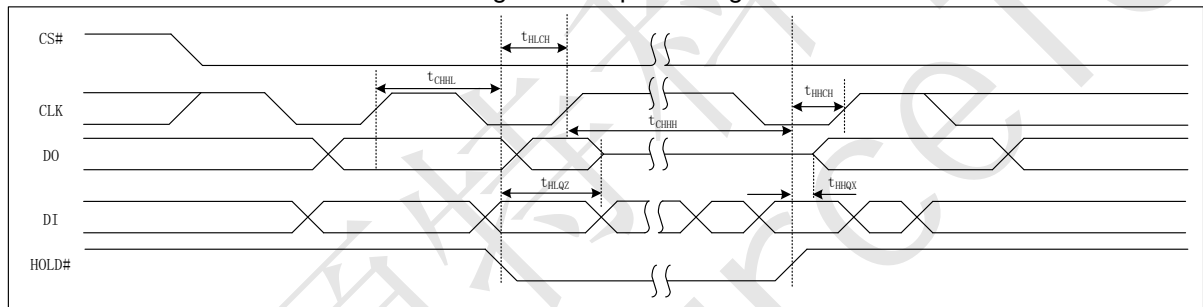 CS#
tHLCH
tCHHL
CLK
tHHCH
tCHHH
DO
tHLQZ
tHHQX
DI
HOLD#